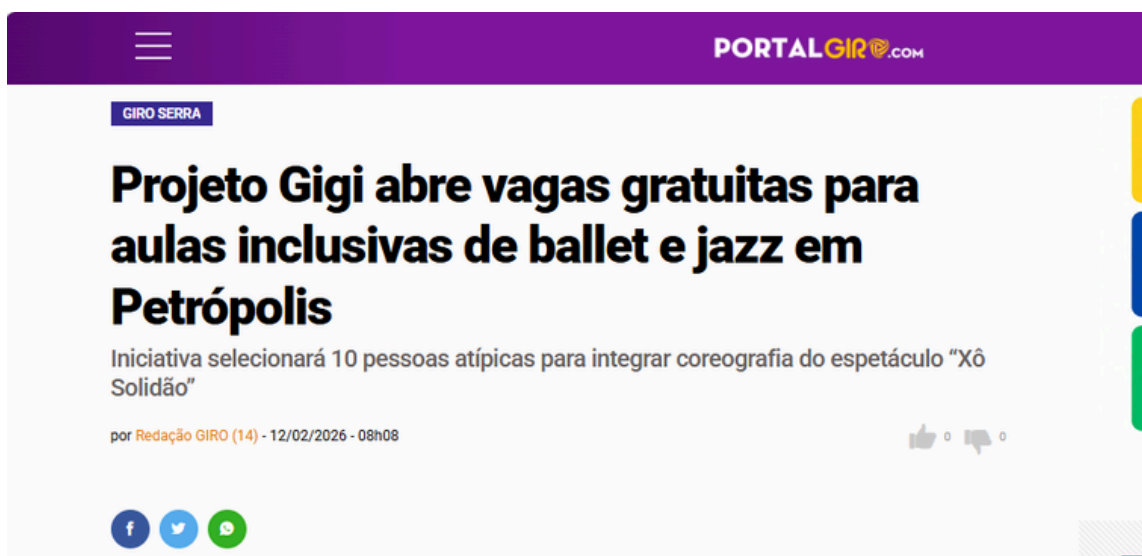 PORTALGIRO.COM
GIRO SERRA
Projeto Gigi abre vagas gratuitas para
aulas inclusivas de ballet e jazz em
Petrópolis
Iniciativa selecionará 10 pessoas atípicas para integrar coreografia do espetáculo “Xô
Solidão”
por Redação GIRO (14) - 12/02/2026 - 08h08
0 0